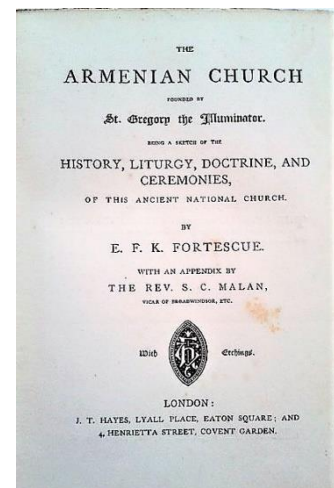 THE
ARMENIAN CHURCH
FOUNDED BY
St. Gregory the Illuminator.
BEING A SKETCH OF THE
HISTORY, LITURGY, DOCTRINE, AND
CEREMONIES,
OF THIS ANCIENT NATIONAL CHURCH.
BY
E. F. K. FORTESCUE.
WITH AN APPENDIX BY
THE REV. S. C. MALAN,
VICAR OF BROADWINDSOR, ETC.
With Etchings.
LONDON:
J. T. HAYES, LYALL PLACE, EATON SQUARE; AND
4, HENRIETTA STREET, COVENT GARDEN.